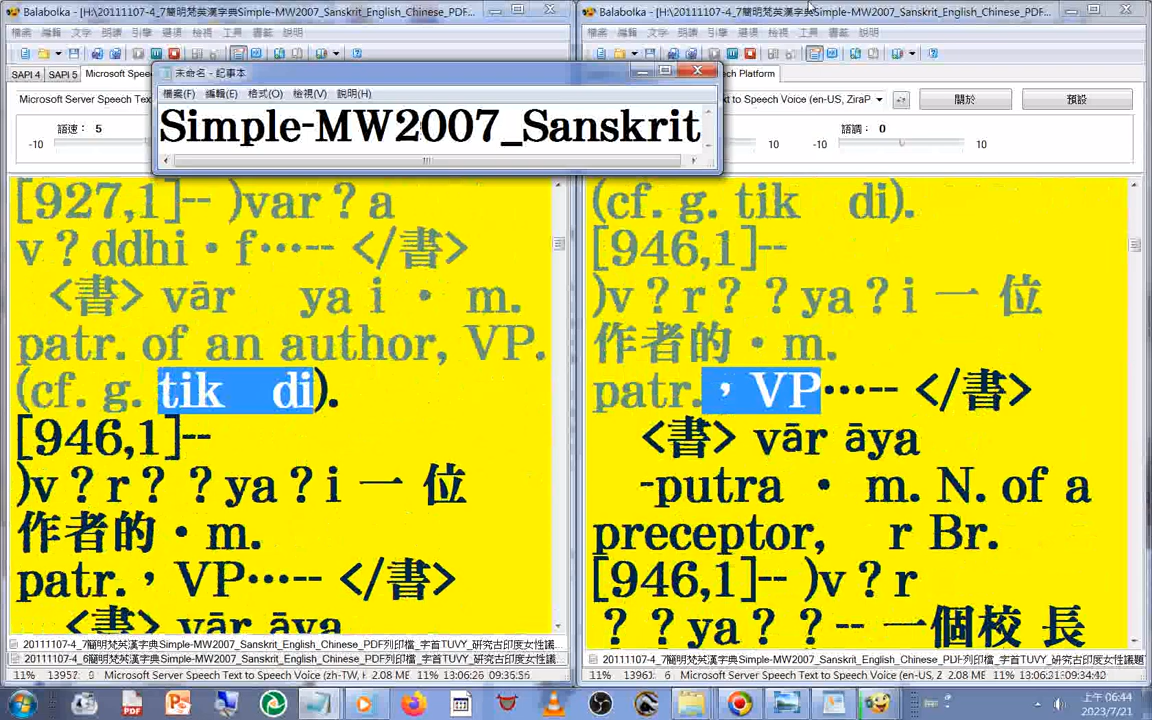 Balabolka - [H:\20111107-4_7簡明梵英漢字典Simple-MW2007_Sanskrit_English_Chinese_PDF...
檔案 編輯 文字 朗讀 引擎 選項 檢視 工具 書籤 說明
SAPI 4 SAPI 5 Microsoft Spee
Microsoft Server Speech Text
語速： 5
-10
未命名 - 記事本
檔案(F) 編輯(E) 格式(O) 檢視(V) 說明(H)
Simple-MW2007_Sanskrit
[927,1]-- )var？a
v？ddhi‧f…-- </書>
<書> vār ya i ‧ m.
patr. of an author, VP.
(cf. g. tik di).
[946,1]--
)v？r？？ya？i 一 位
作者的‧m.
patr.，VP…-- </書>
<書> vār āya
20111107-4_7簡明梵英漢字典Simple-MW2007_Sanskrit_English_Chinese_PDF列印檔_字首TUYY_研究古印度女性議
20111107-4_6簡明梵英漢字典Simple-MW2007_Sanskrit_English_Chinese_PDF列印檔_字首TUYY_研究古印度女性議
11% Microsoft Server Speech Text to Speech Voice (zh-TW, 2.08 MB 11% 13:06:26 09:35:56
Balabolka - [H:\20111107-4_7簡明梵英漢字典Simple-MW2007_Sanskrit_English_Chinese_PDF...
檔案 編輯 文字 朗讀 引擎 選項 檢視 工具 書籤 說明
ch Platform
t to Speech Voice (en-US, ZiraP 關於 預設
10 語調： 0
-10 10
(cf. g. tik di).
[946,1]--
)v？r？？ya？i 一 位
作者的‧m.
patr.，VP…-- </書>
<書> vār āya
-putra ‧ m. N. of a
preceptor, r Br.
[946,1]-- )v？r
？？ya？？-- 一個校 長
20111107-4_7簡明梵英漢字典Simple-MW2007_Sanskrit_English_Chinese_PDF列印檔_字首TUYY_研究古印度女性議題
11% Microsoft Server Speech Text to Speech Voice (en-US, Z 2.08 MB 11% 13:06:21 09:34:40
上午 06:44
2023/7/21